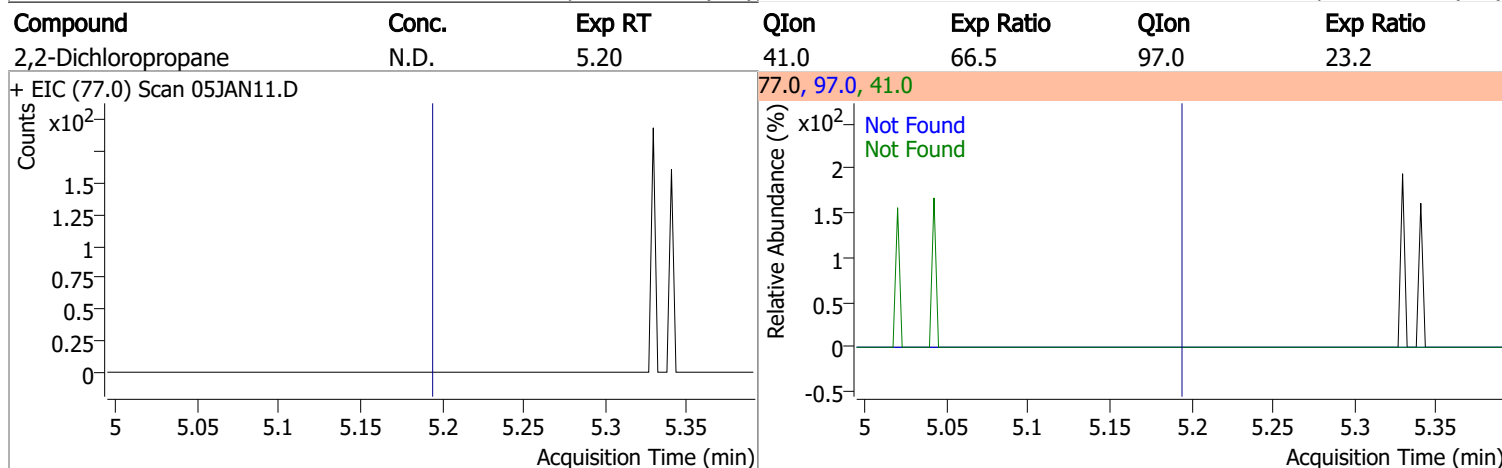 Compound Conc. Exp RT QIon Exp Ratio QIon Exp Ratio
2,2-Dichloropropane N.D. 5.20 41.0 66.5 97.0 23.2
+ EIC (77.0) Scan 05JAN11.D
Counts
x10²
1.5
1.25
1
0.75
0.5
0.25
0
5 5.05 5.1 5.15 5.2 5.25 5.3 5.35
Acquisition Time (min)
77.0, 97.0, 41.0
Relative Abundance (%)
x10²
Not Found
Not Found
2
1.5
1
0.5
0
-0.5
5 5.05 5.1 5.15 5.2 5.25 5.3 5.35
Acquisition Time (min)